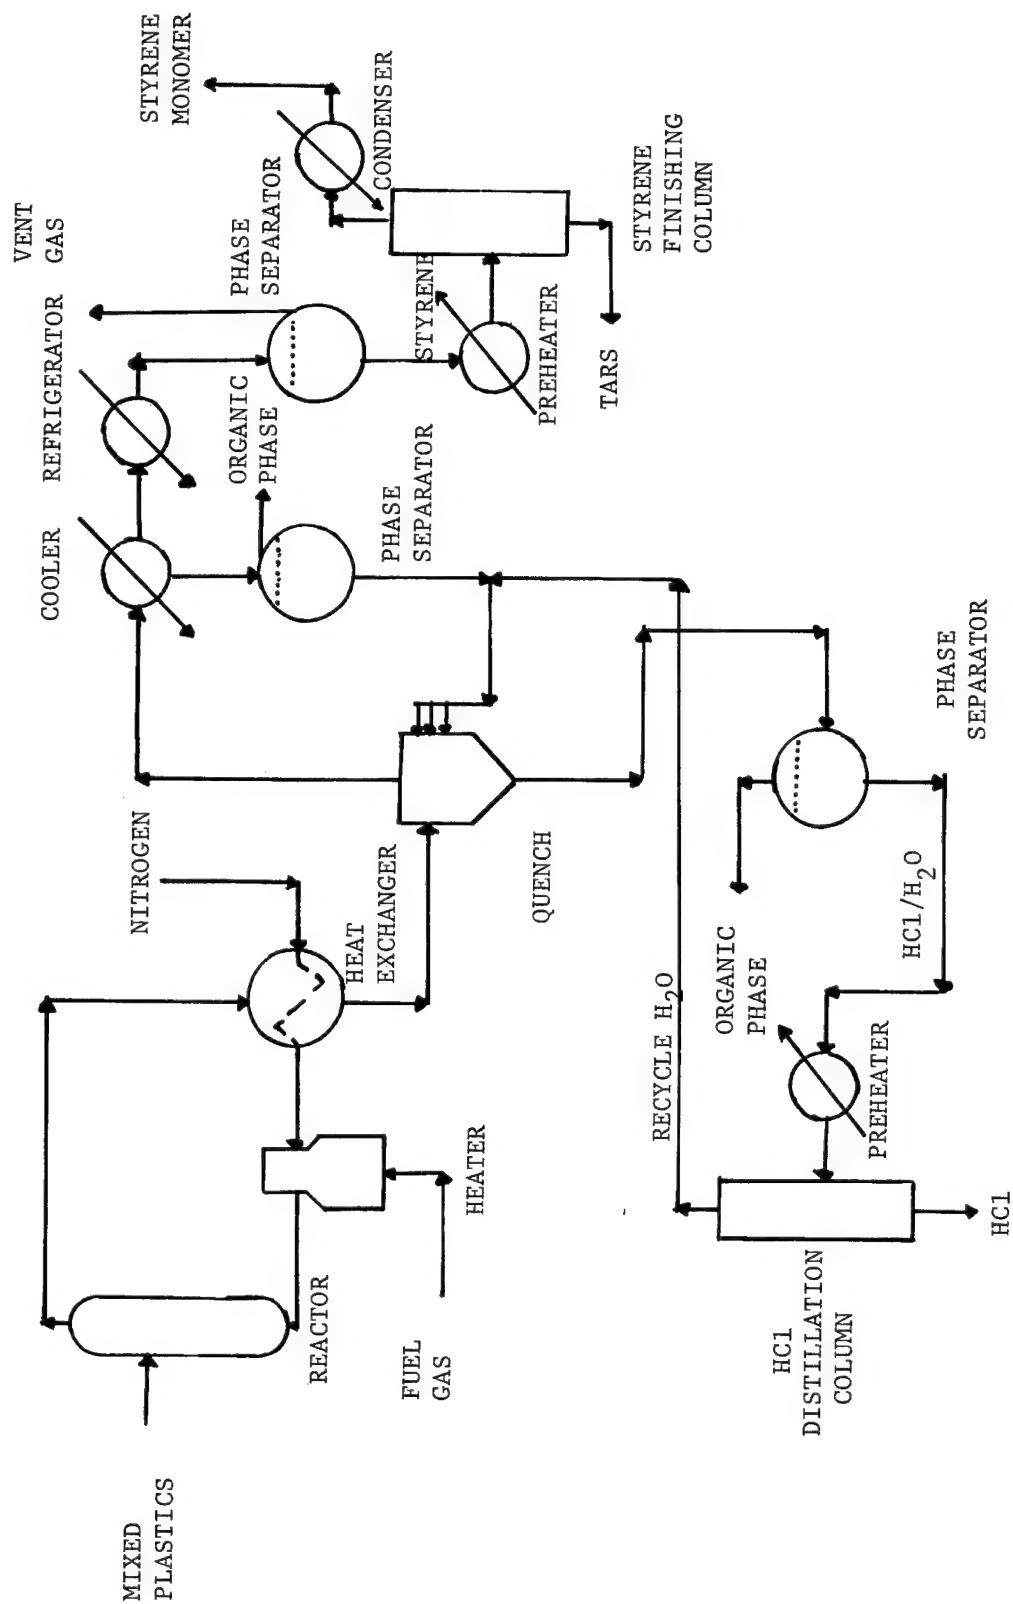 MIXED
PLASTICS
REACTOR
FUEL
GAS
HEATER
NITROGEN
HEAT
EXCHANGER
QUENCH
COOLER
REFRIGERATOR
VENT
GAS
ORGANIC
PHASE
PHASE
SEPARATOR
PHASE
SEPARATOR
STYRENE
PREHEATER
CONDENSER
STYRENE
MONOMER
TARS
STYRENE
FINISHING
COLUMN
RECYCLE H2O
ORGANIC
PHASE
PHASE
SEPARATOR
HCl/H2O
PREHEATER
HCl
DISTILLATION
COLUMN
HCl